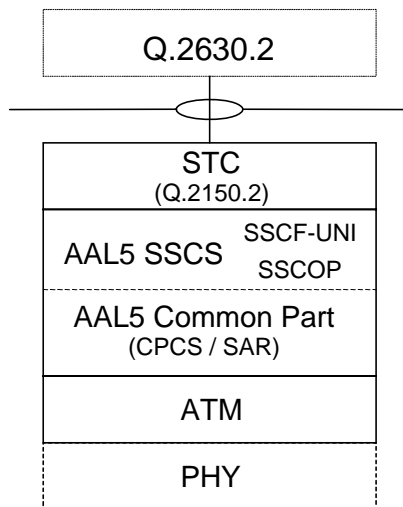 Q.2630.2
STC
(Q.2150.2)
AAL5 SSCS
SSCF-UNI
SSCOP
AAL5 Common Part
(CPCS / SAR)
ATM
PHY